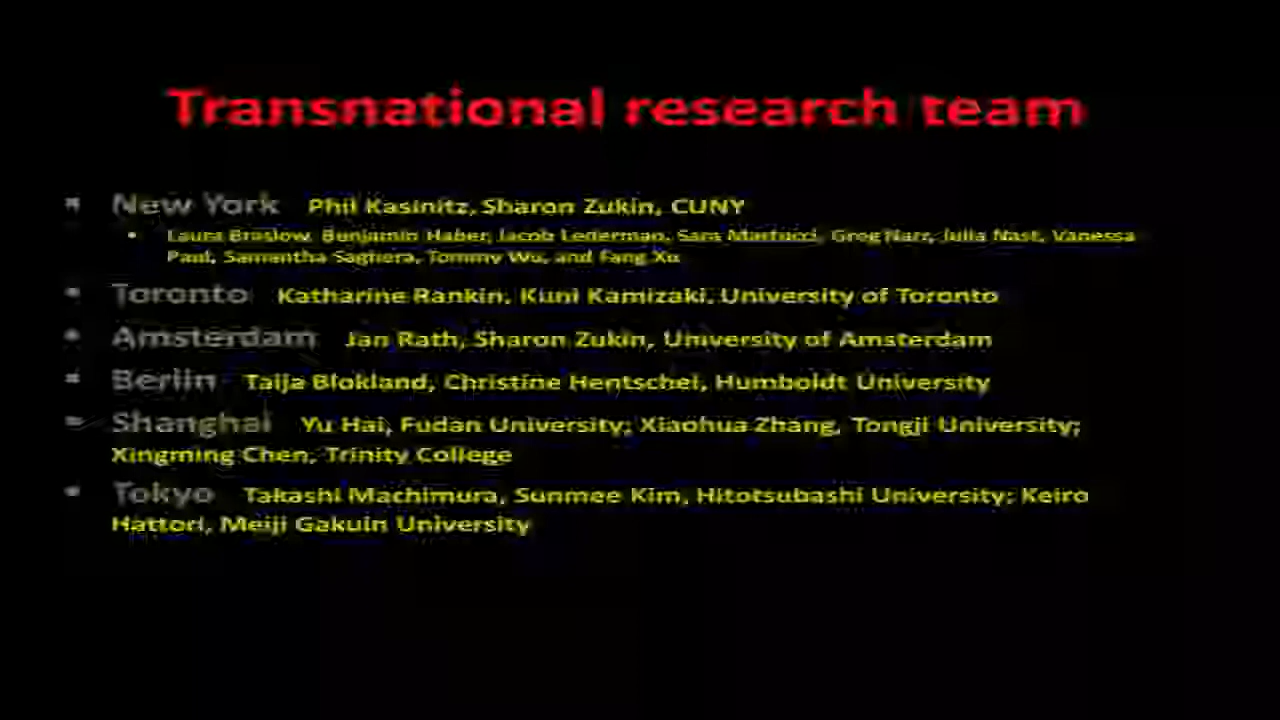 Transnational research team
New York Phil Kasinitz, Sharon Zukin, CUNY
Laura Braslow, Benjamin Haber, Jacob Lederman, Sara Martucci, Greg Narr, Julia Nast, Vanessa
Paul, Samantha Saghera, Tommy Wu, and Fang Xu
Toronto Katharine Rankin, Kuni Kamizaki, University of Toronto
Amsterdam Jan Rath, Sharon Zukin, University of Amsterdam
Berlin Talja Blokland, Christine Hentschel, Humboldt University
Shanghai Yu Hai, Fudan University; Xiaohua Zhang, Tongji University;
Xingming Chen, Trinity College
Tokyo Takashi Machimura, Sunmee Kim, Hitotsubashi University; Keiro
Hattori, Meiji Gakuin University